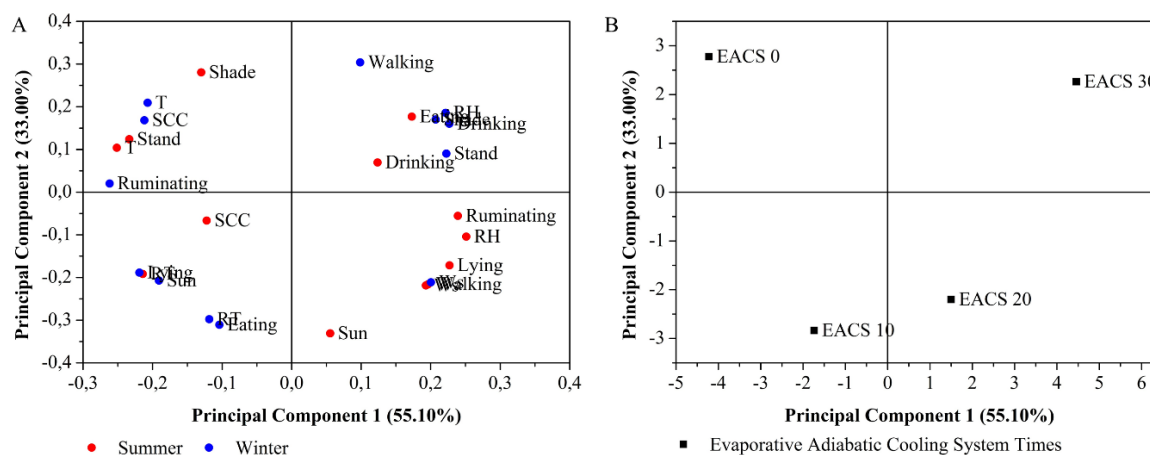 A
Principal Component 2 (33.00%)
0,4
0,3
0,2
0,1
0,0
-0,1
-0,2
-0,3
-0,4
Shade
Walking
T
SCC
Stand
T
Ruminating
Eating
RH
Drinking
Stand
Drinking
SCC
Ruminating
RH
Lying
Lying
RT
Sun
Walking
RT
Eating
Sun
-0,3
-0,2
-0,1
0,0
0,1
0,2
0,3
0,4
Principal Component 1 (55.10%)
Summer
Winter
B
Principal Component 2 (33.00%)
3
2
1
0
-1
-2
-3
EACS 0
EACS 30
EACS 20
EACS 10
-5
-4
-3
-2
-1
0
1
2
3
4
5
6
Principal Component 1 (55.10%)
Evaporative Adiabatic Cooling System Times